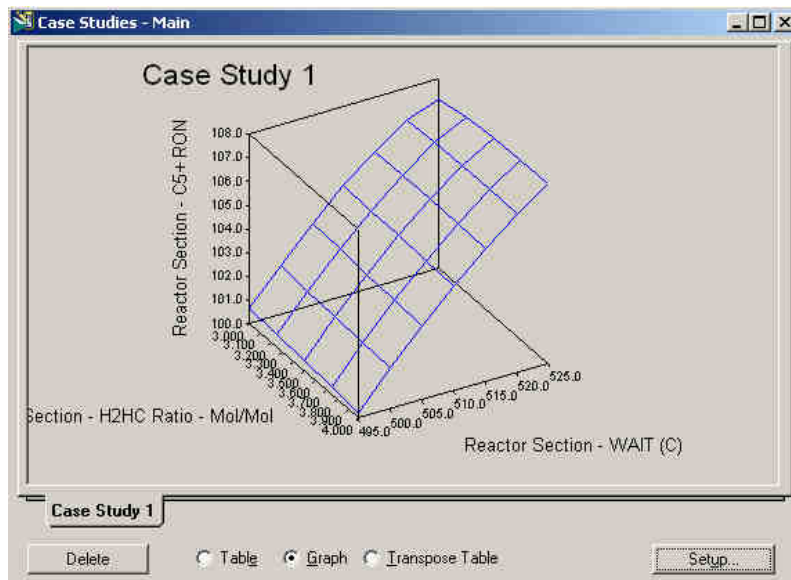 Case Studies - Main
Case Study 1
Reactor Section - C5+ RON
108.0
107.0
106.0
105.0
104.0
103.0
102.0
101.0
100.0
3.000
3.100
3.200
3.300
3.400
3.500
3.600
3.700
3.800
3.900
4.000
495.0
500.0
505.0
510.0
515.0
520.0
525.0
Section - H2HC Ratio - Mol/Mol
Reactor Section - WAIT (C)
Case Study 1
Delete
Table
Graph
Transpose Table
Setup...